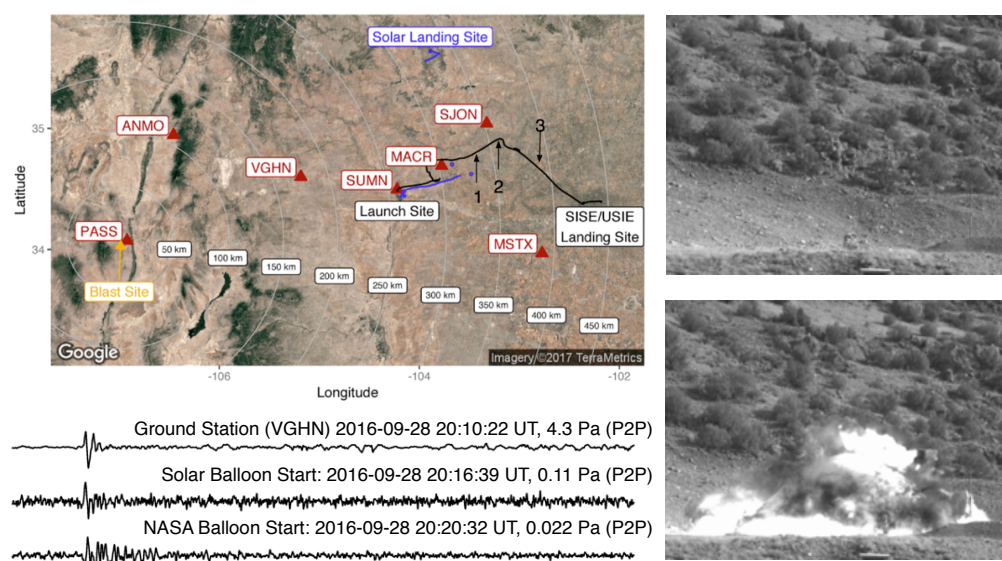 Solar Landing Site
SJON
3
ANMO
35
MACR
VGHN
SUMN
1
2
Launch Site
SISE/USIE
Landing Site
PASS
MSTX
34
50 km
100 km
150 km
200 km
250 km
300 km
350 km
400 km
450 km
Blast Site
Google
Imagery ©2017 TerraMetrics
-106
-104
-102
Longitude
Latitude
Ground Station (VGHN) 2016-09-28 20:10:22 UT, 4.3 Pa (P2P)
Solar Balloon Start: 2016-09-28 20:16:39 UT, 0.11 Pa (P2P)
NASA Balloon Start: 2016-09-28 20:20:32 UT, 0.022 Pa (P2P)